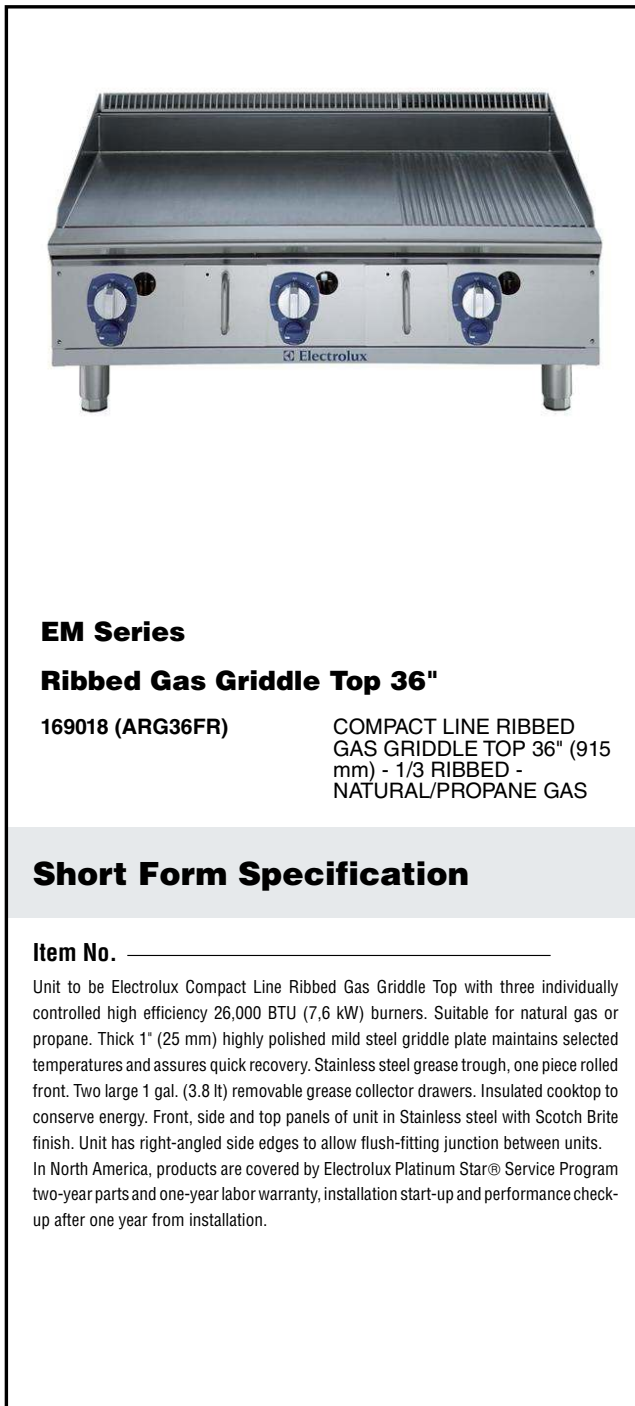 Electrolux
EM Series
Ribbed Gas Griddle Top 36"
169018 (ARG36FR)
COMPACT LINE RIBBED
GAS GRIDDLE TOP 36" (915
mm) - 1/3 RIBBED -
NATURAL/PROPANE GAS
Short Form Specification
Item No.
Unit to be Electrolux Compact Line Ribbed Gas Griddle Top with three individually
controlled high efficiency 26,000 BTU (7,6 kW) burners. Suitable for natural gas or
propane. Thick 1" (25 mm) highly polished mild steel griddle plate maintains selected
temperatures and assures quick recovery. Stainless steel grease trough, one piece rolled
front. Two large 1 gal. (3.8 lt) removable grease collector drawers. Insulated cooktop to
conserve energy. Front, side and top panels of unit in Stainless steel with Scotch Brite
finish. Unit has right-angled side edges to allow flush-fitting junction between units.
In North America, products are covered by Electrolux Platinum Star® Service Program
two-year parts and one-year labor warranty, installation start-up and performance check-
up after one year from installation.